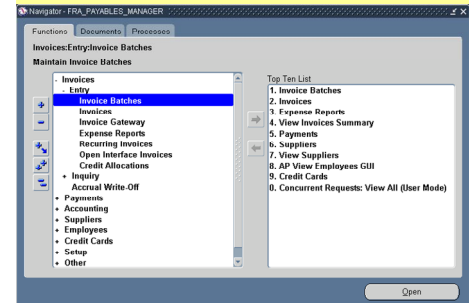 Navigator - FRA_PAYABLES_MANAGER
Functions Documents Processes
Invoices:Entry:Invoice Batches
Maintain Invoice Batches
- Invoices
- Entry
Invoice Batches
Invoices
Invoice Gateway
Expense Reports
Recurring Invoices
Open Interface Invoices
Credit Allocations
+ Inquiry
Accrual Write-Off
+ Payments
+ Accounting
+ Suppliers
+ Employees
+ Credit Cards
+ Setup
+ Other
Top Ten List
1. Invoice Batches
2. Invoices
3. Expense Reports
4. View Invoices Summary
5. Payments
6. Suppliers
7. View Suppliers
8. AP View Employees GUI
9. Credit Cards
0. Concurrent Requests: View All (User Mode)
Open